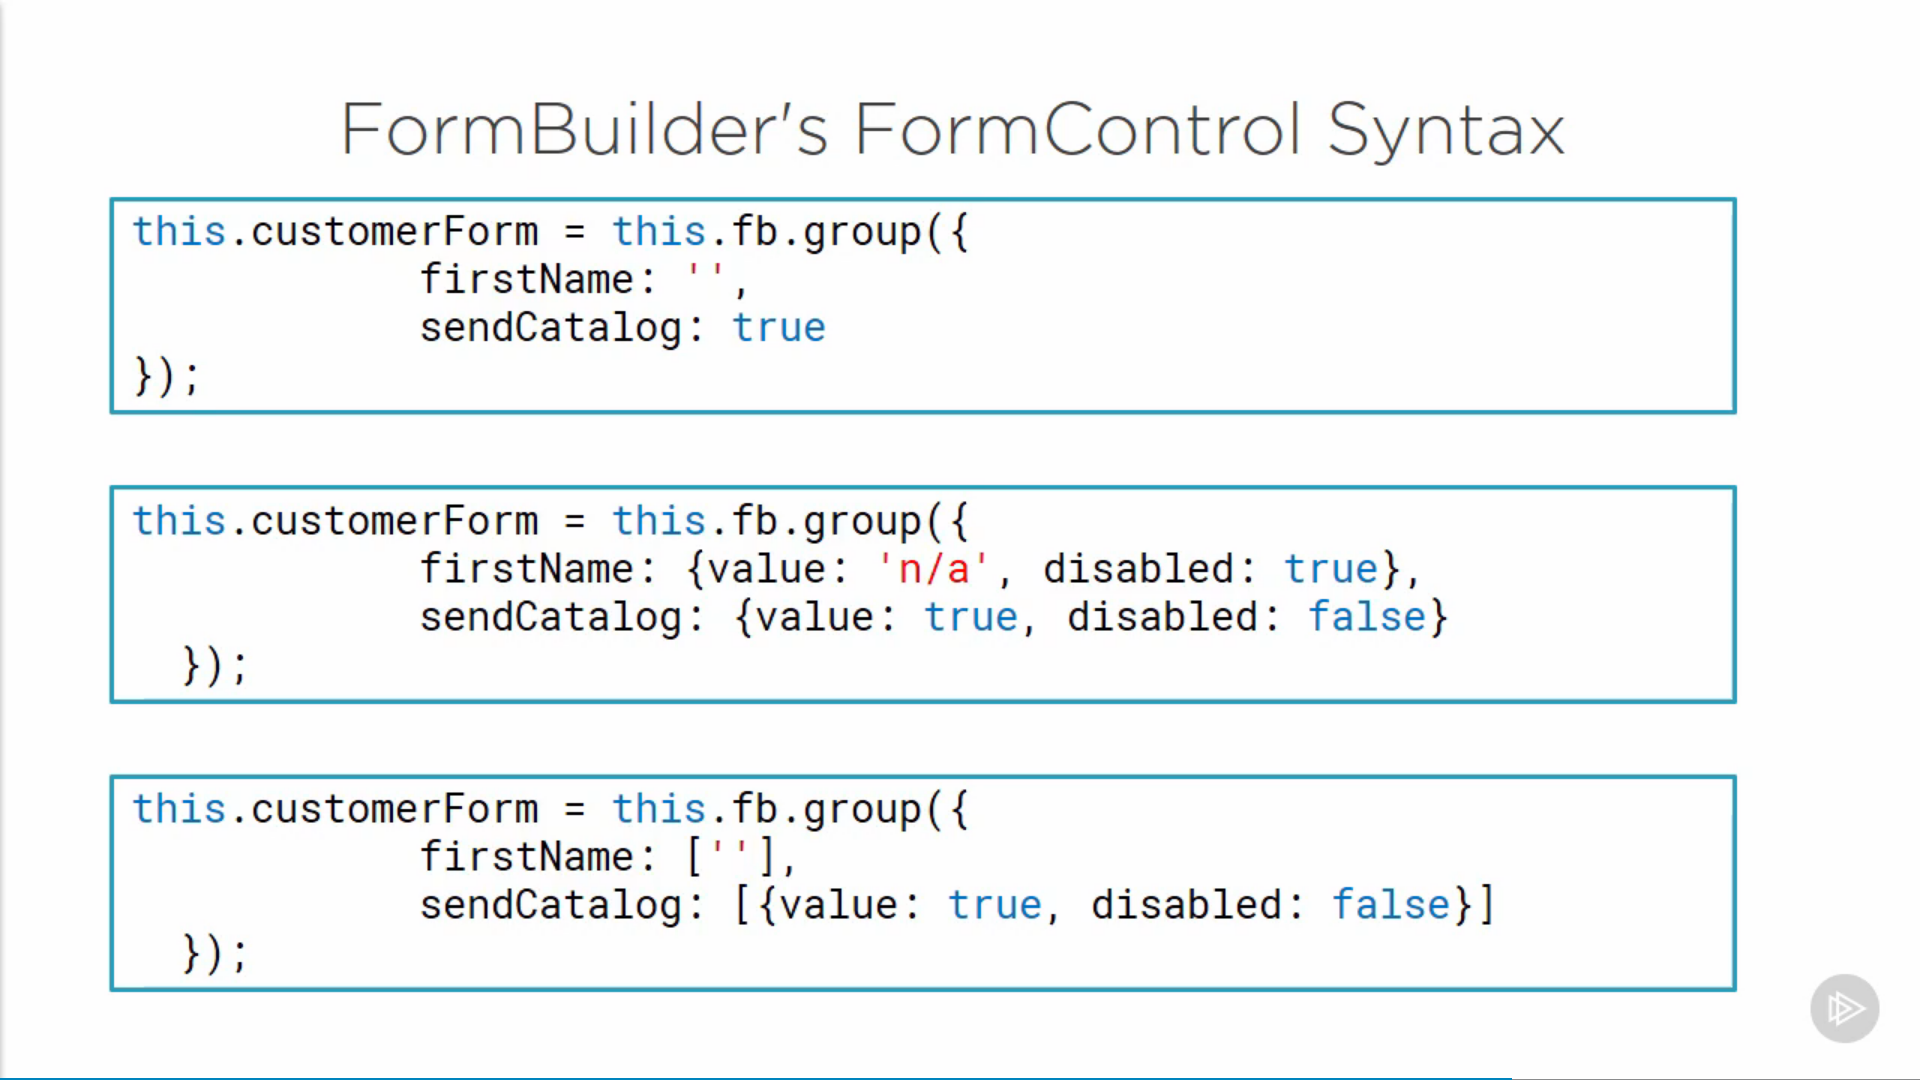 FormBuilder's FormControl Syntax
this.customerForm = this.fb.group({
firstName: '',
sendCatalog: true
});
this.customerForm = this.fb.group({
firstName: {value: 'n/a', disabled: true},
sendCatalog: {value: true, disabled: false}
});
this.customerForm = this.fb.group({
firstName: [''],
sendCatalog: [{value: true, disabled: false}]
});